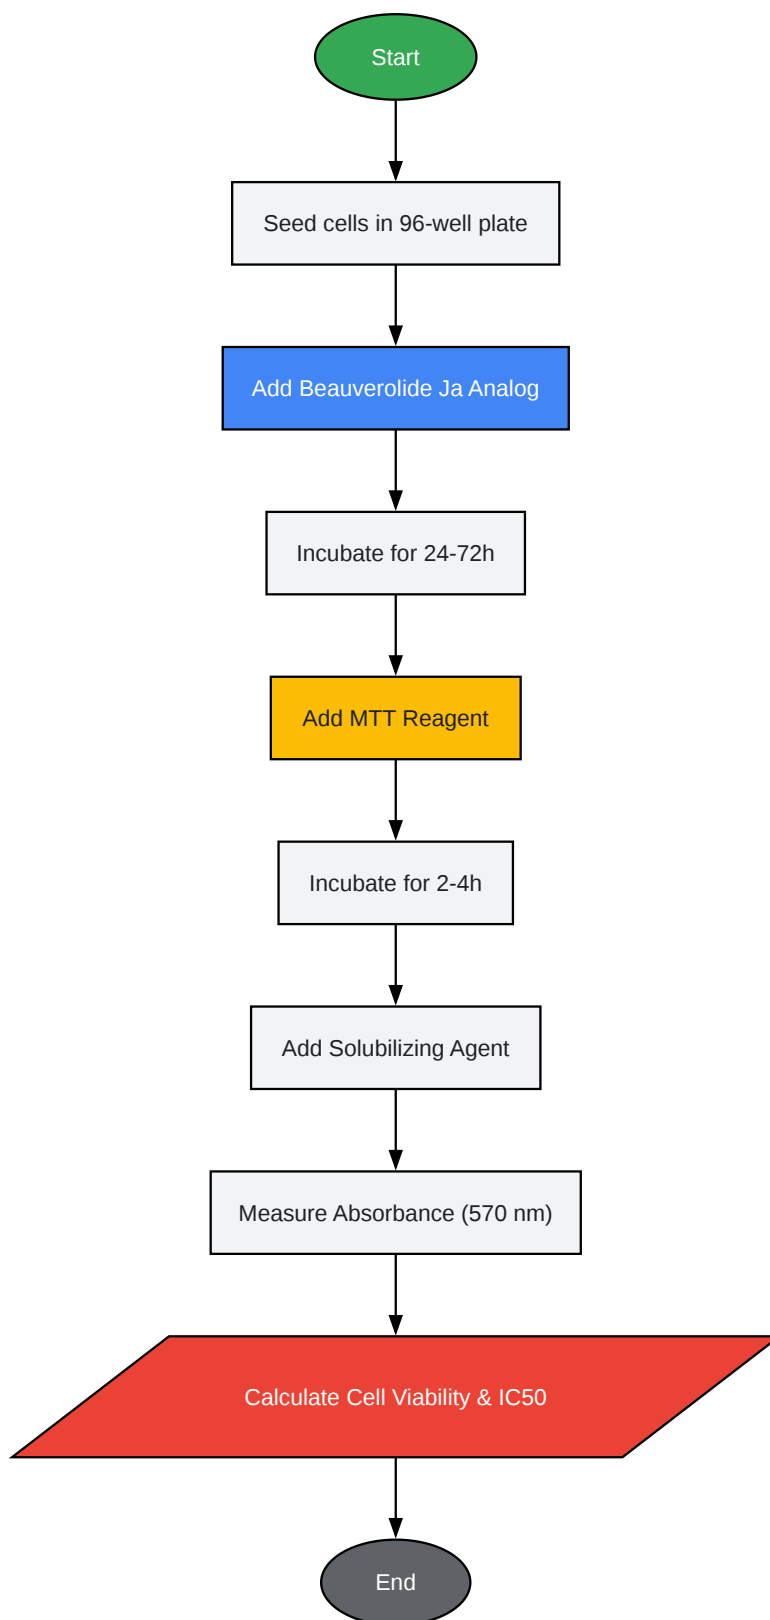 Start
Seed cells in 96-well plate
Add Beauverolide Ja Analog
Incubate for 24-72h
Add MTT Reagent
Incubate for 2-4h
Add Solubilizing Agent
Measure Absorbance (570 nm)
Calculate Cell Viability & IC50
End